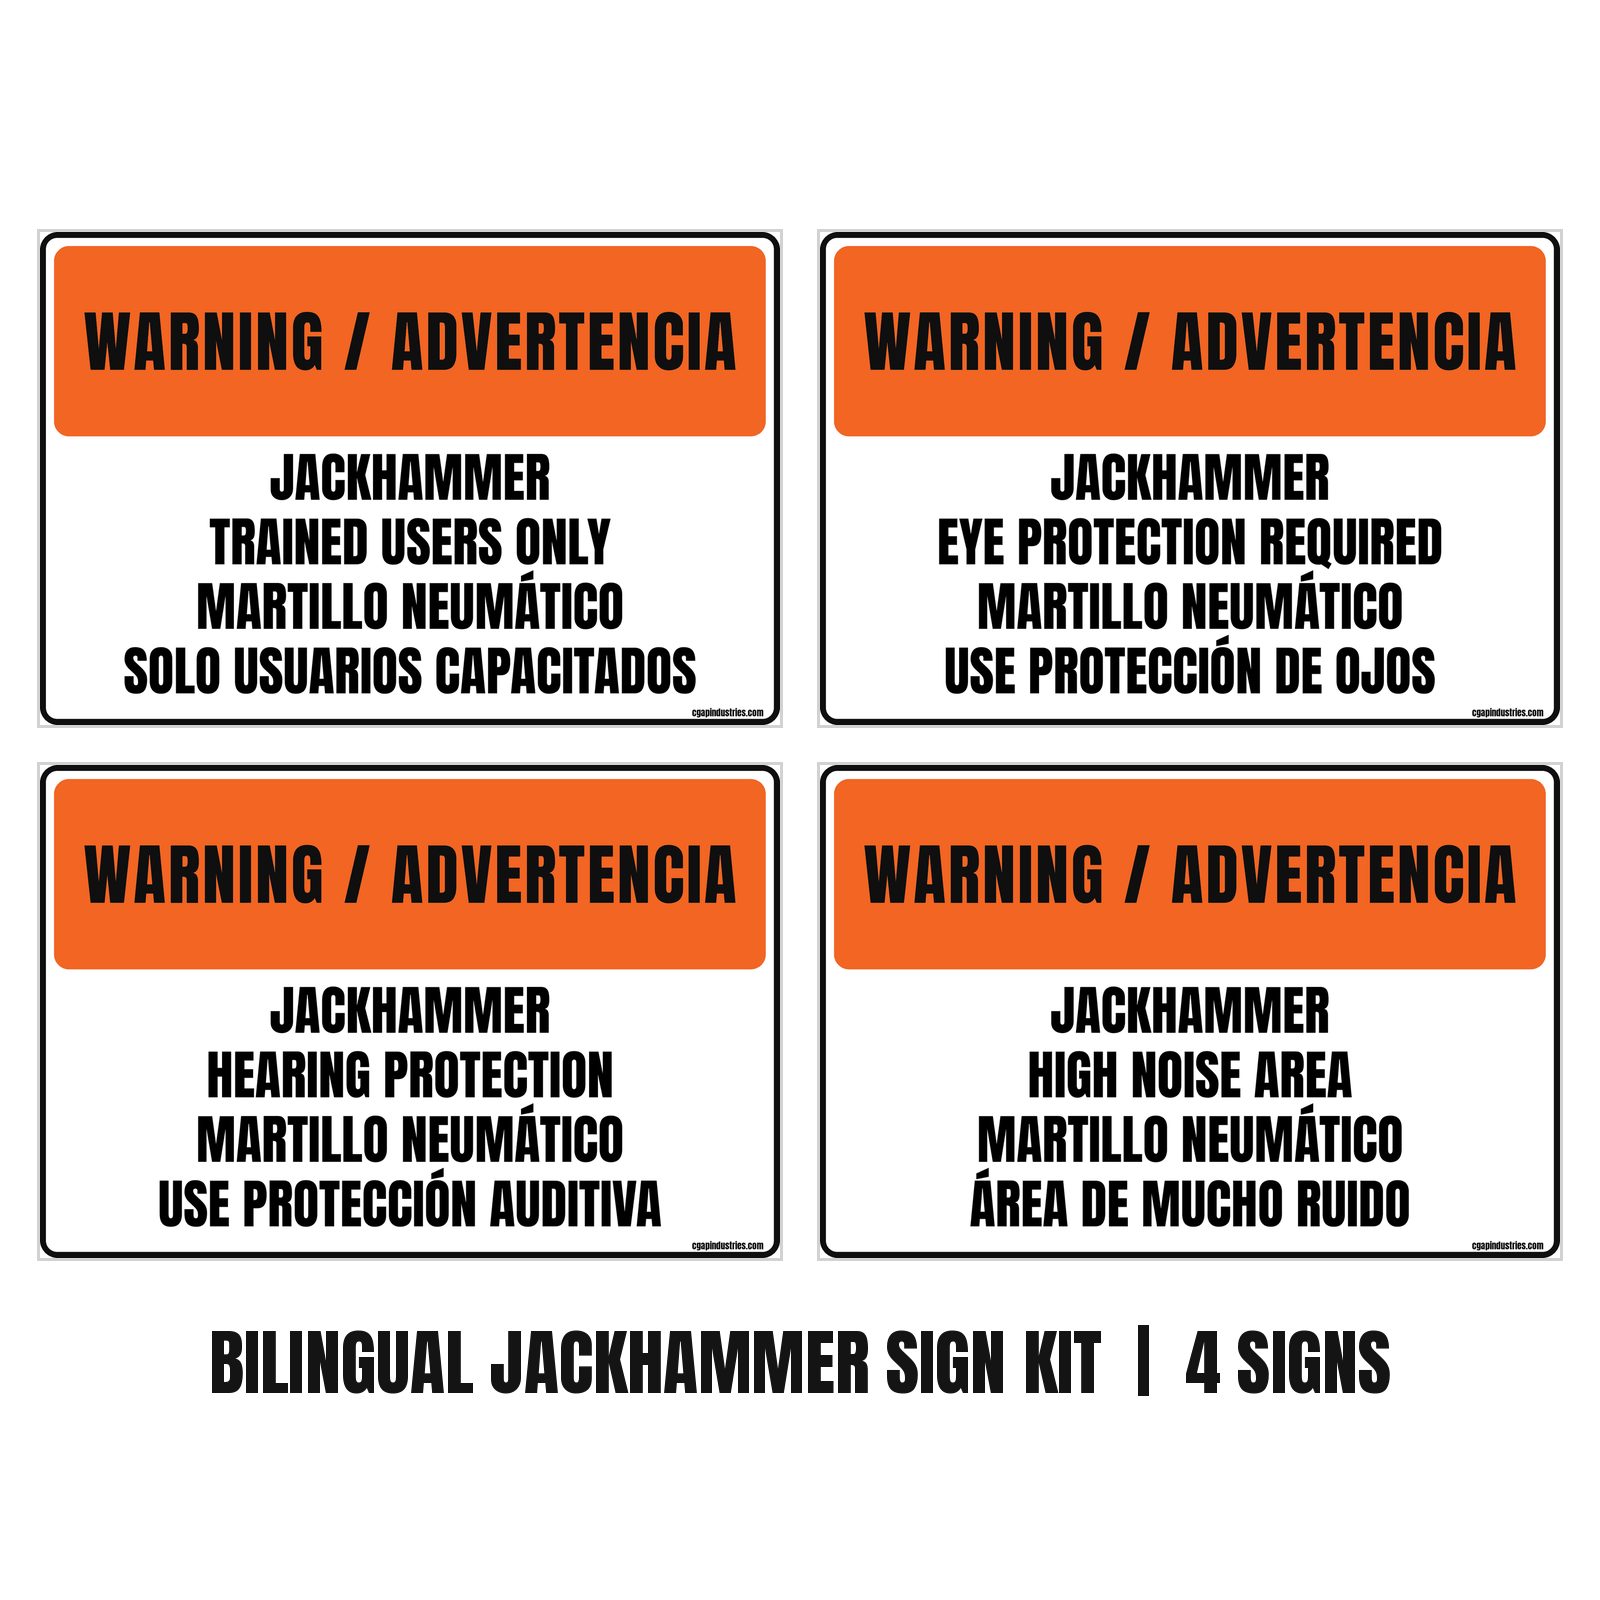 WARNING / ADVERTENCIA
JACKHAMMER
TRAINED USERS ONLY
MARTILLO NEUMÁTICO
SOLO USUARIOS CAPACITADOS
cgapindustries.com
WARNING / ADVERTENCIA
JACKHAMMER
EYE PROTECTION REQUIRED
MARTILLO NEUMÁTICO
USE PROTECCIÓN DE OJOS
cgapindustries.com
WARNING / ADVERTENCIA
JACKHAMMER
HEARING PROTECTION
MARTILLO NEUMÁTICO
USE PROTECCIÓN AUDITIVA
cgapindustries.com
WARNING / ADVERTENCIA
JACKHAMMER
HIGH NOISE AREA
MARTILLO NEUMÁTICO
ÁREA DE MUCHO RUIDO
cgapindustries.com
BILINGUAL JACKHAMMER SIGN KIT | 4 SIGNS